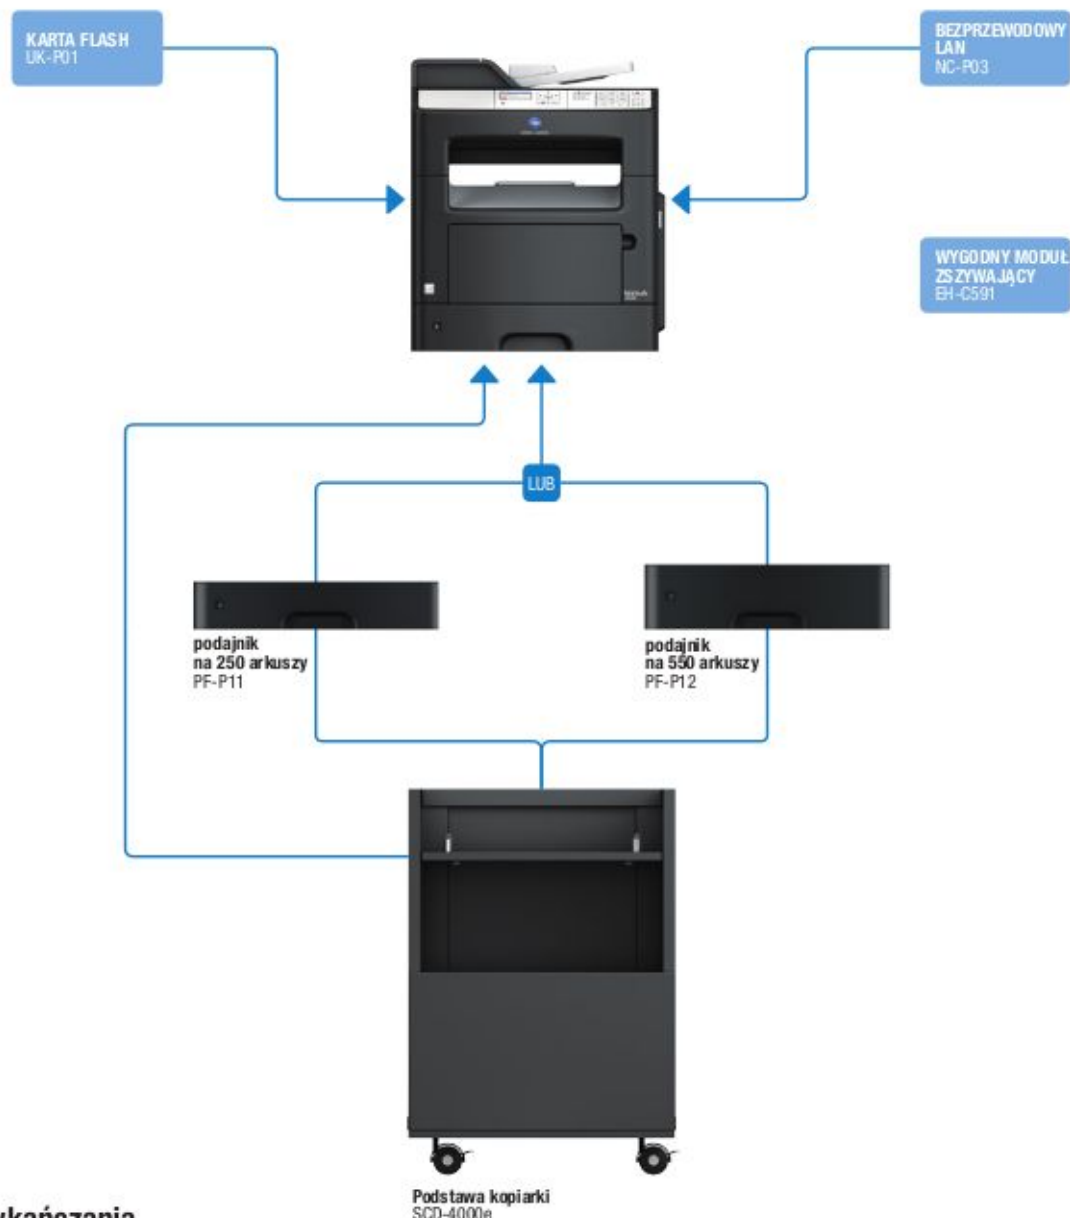 KARTA FLASH
UK-P01
BEZPRZEWODOWY
LAN
NC-P03
WYGODNY MODUŁ
ZSZYWAJĄCY
EH-C591
LUB
podajnik
na 250 arkuszy
PF-P11
podajnik
na 550 arkuszy
PF-P12
Podstawa kopiarki
SCD-4000e